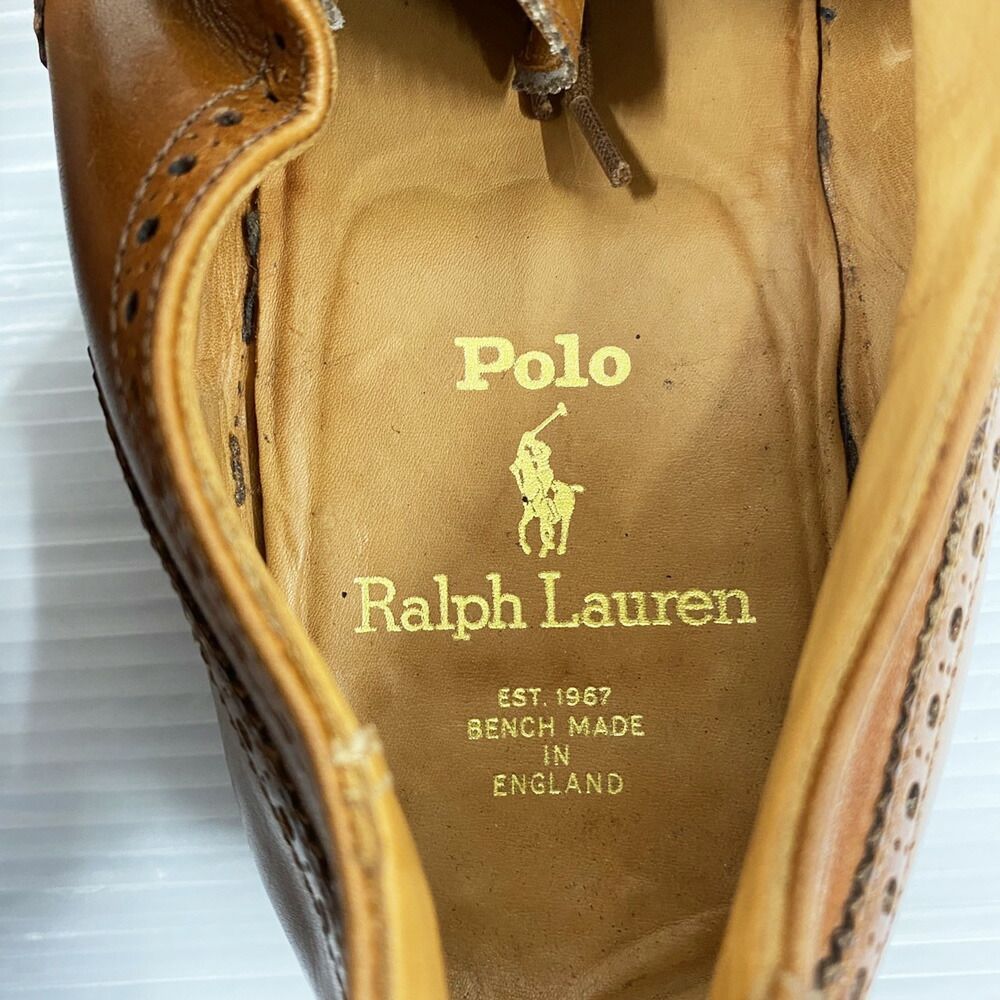 Polo
Ralph Lauren
EST. 1967
BENCH MADE
IN
ENGLAND